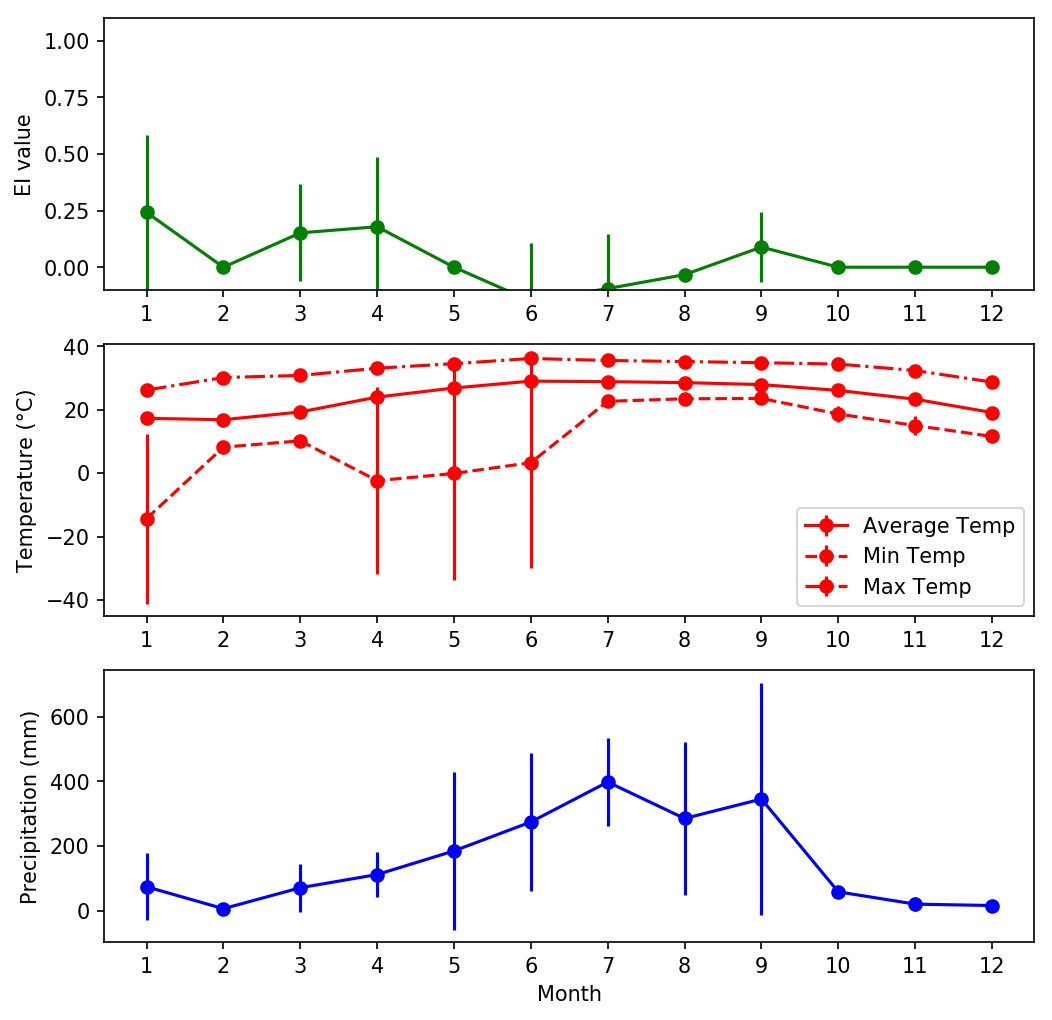 1.00
0.75
0.50
0.25
0.00
EI value
1 2 3 4 5 6 7 8 9 10 11 12
40
20
0
−20
−40
Temperature (°C)
Average Temp
Min Temp
Max Temp
1 2 3 4 5 6 7 8 9 10 11 12
600
400
200
0
Precipitation (mm)
1 2 3 4 5 6 7 8 9 10 11 12
Month